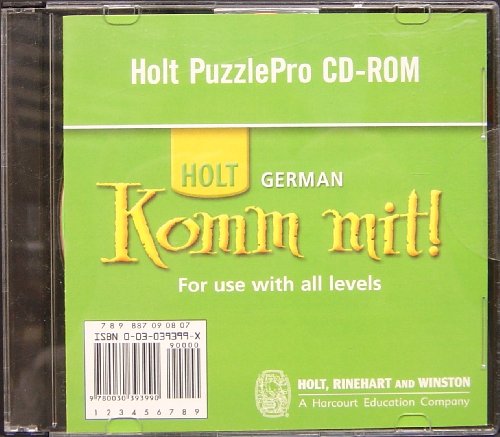 Holt PuzzlePro CD-ROM
HOLT GERMAN
Komm mit!
For use with all levels
7 8 9 887 09 08 07
ISBN 0-03-039399-X
90000
9 780030 393990
1 2 3 4 5 6 7 8 9
HOLT, RINEHART AND WINSTON
A Harcourt Education Company